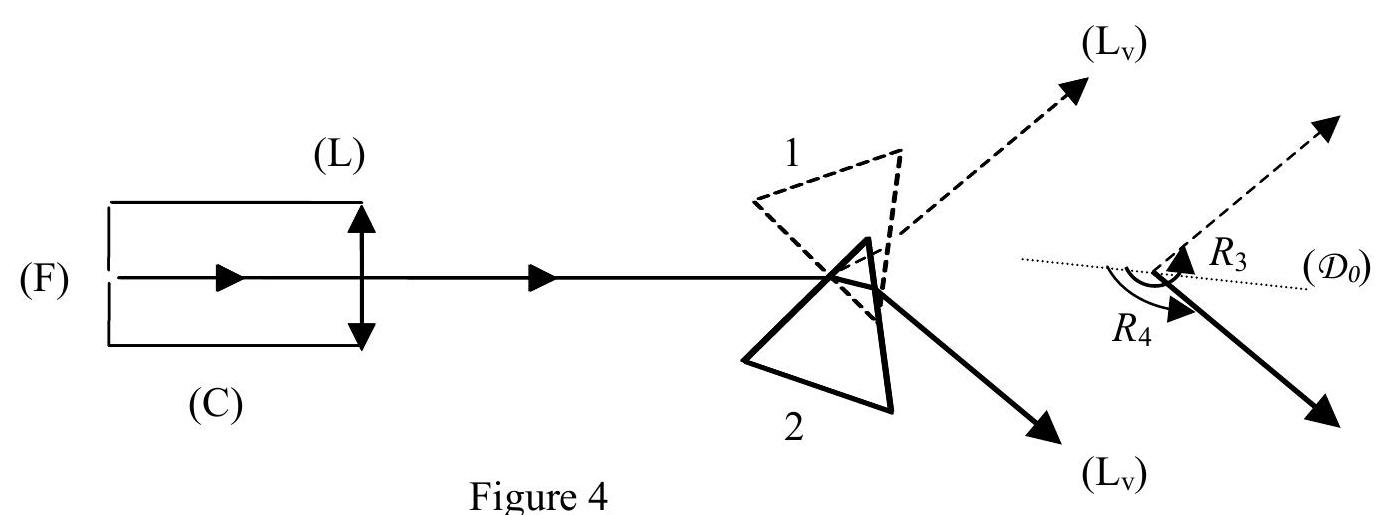 (Lᵥ)
(L)
1
(F)
R₃
(𝒟₀)
R₄
(C)
2
(Lᵥ)
Figure 4